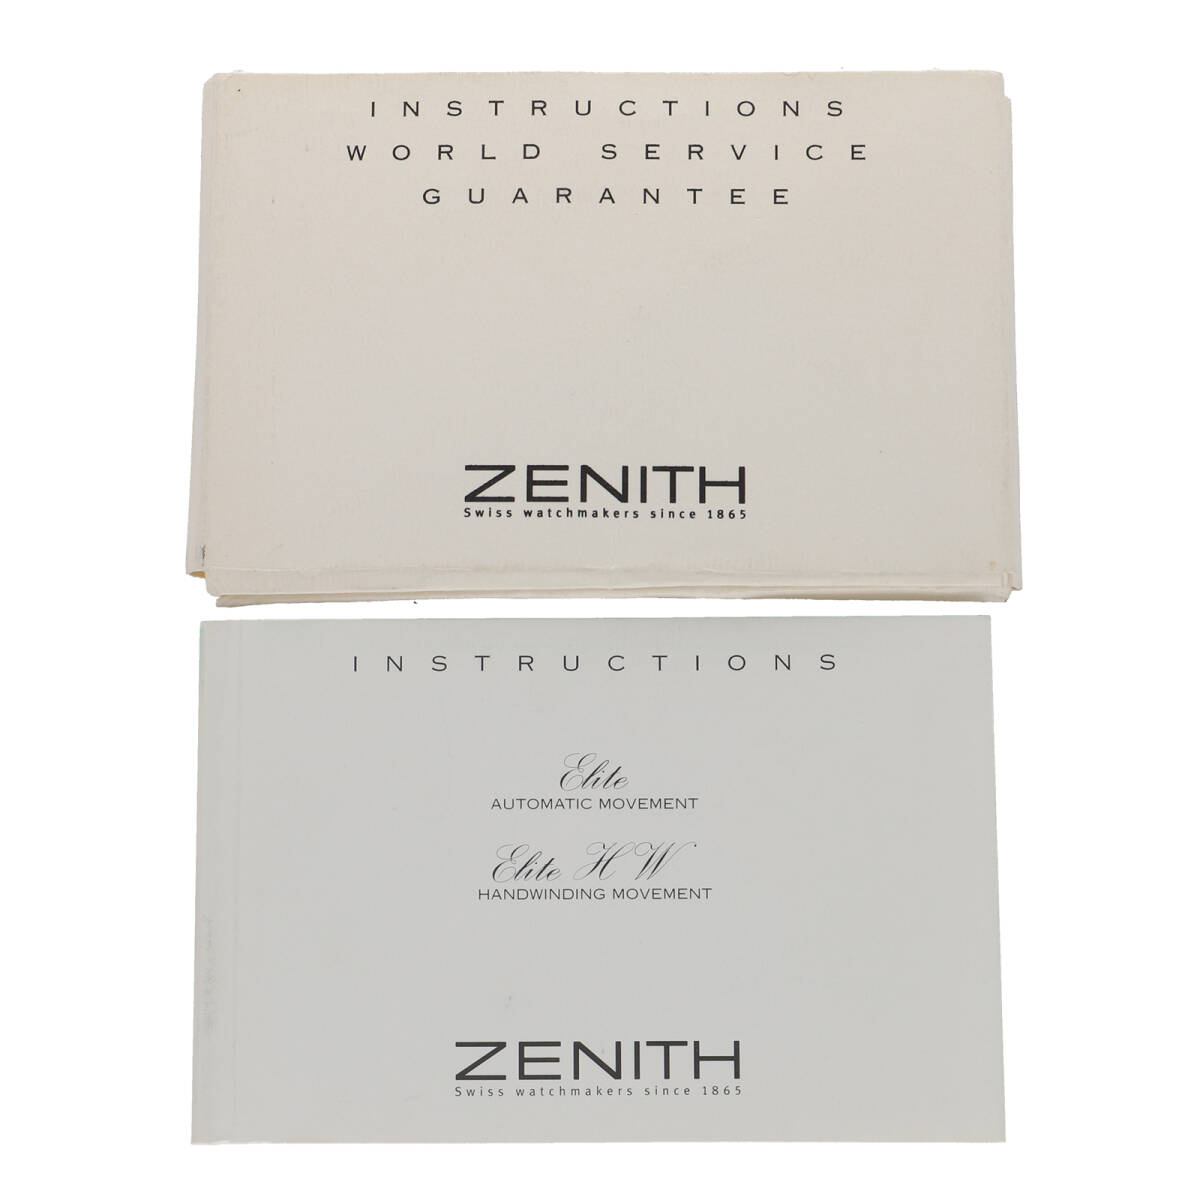 INSTRUCTIONS
WORLD SERVICE
GUARANTEE
ZENITH
Swiss watchmakers since 1865
INSTRUCTIONS
Elite
AUTOMATIC MOVEMENT
Elite HW
HANDWINDING MOVEMENT
ZENITH
Swiss watchmakers since 1865